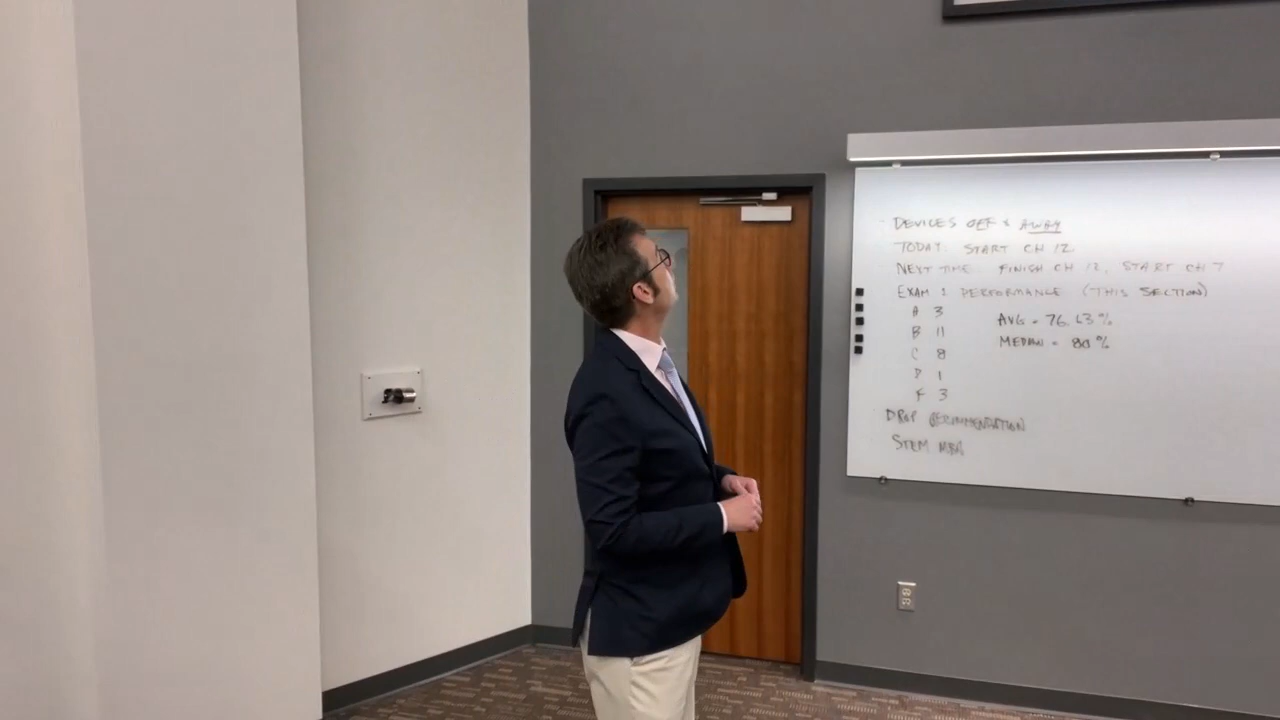 DEVICES OFF & AWAY
TODAY: START CH 12
NEXT TIME: FINISH CH 12, START CH 7
EXAM 1 PERFORMANCE (THIS SECTION)
A 3 AVG = 76.63%
B 11 MEDIAN = 80%
C 8
D 1
F 3
DROP RECOMMENDATION
STEM MBA